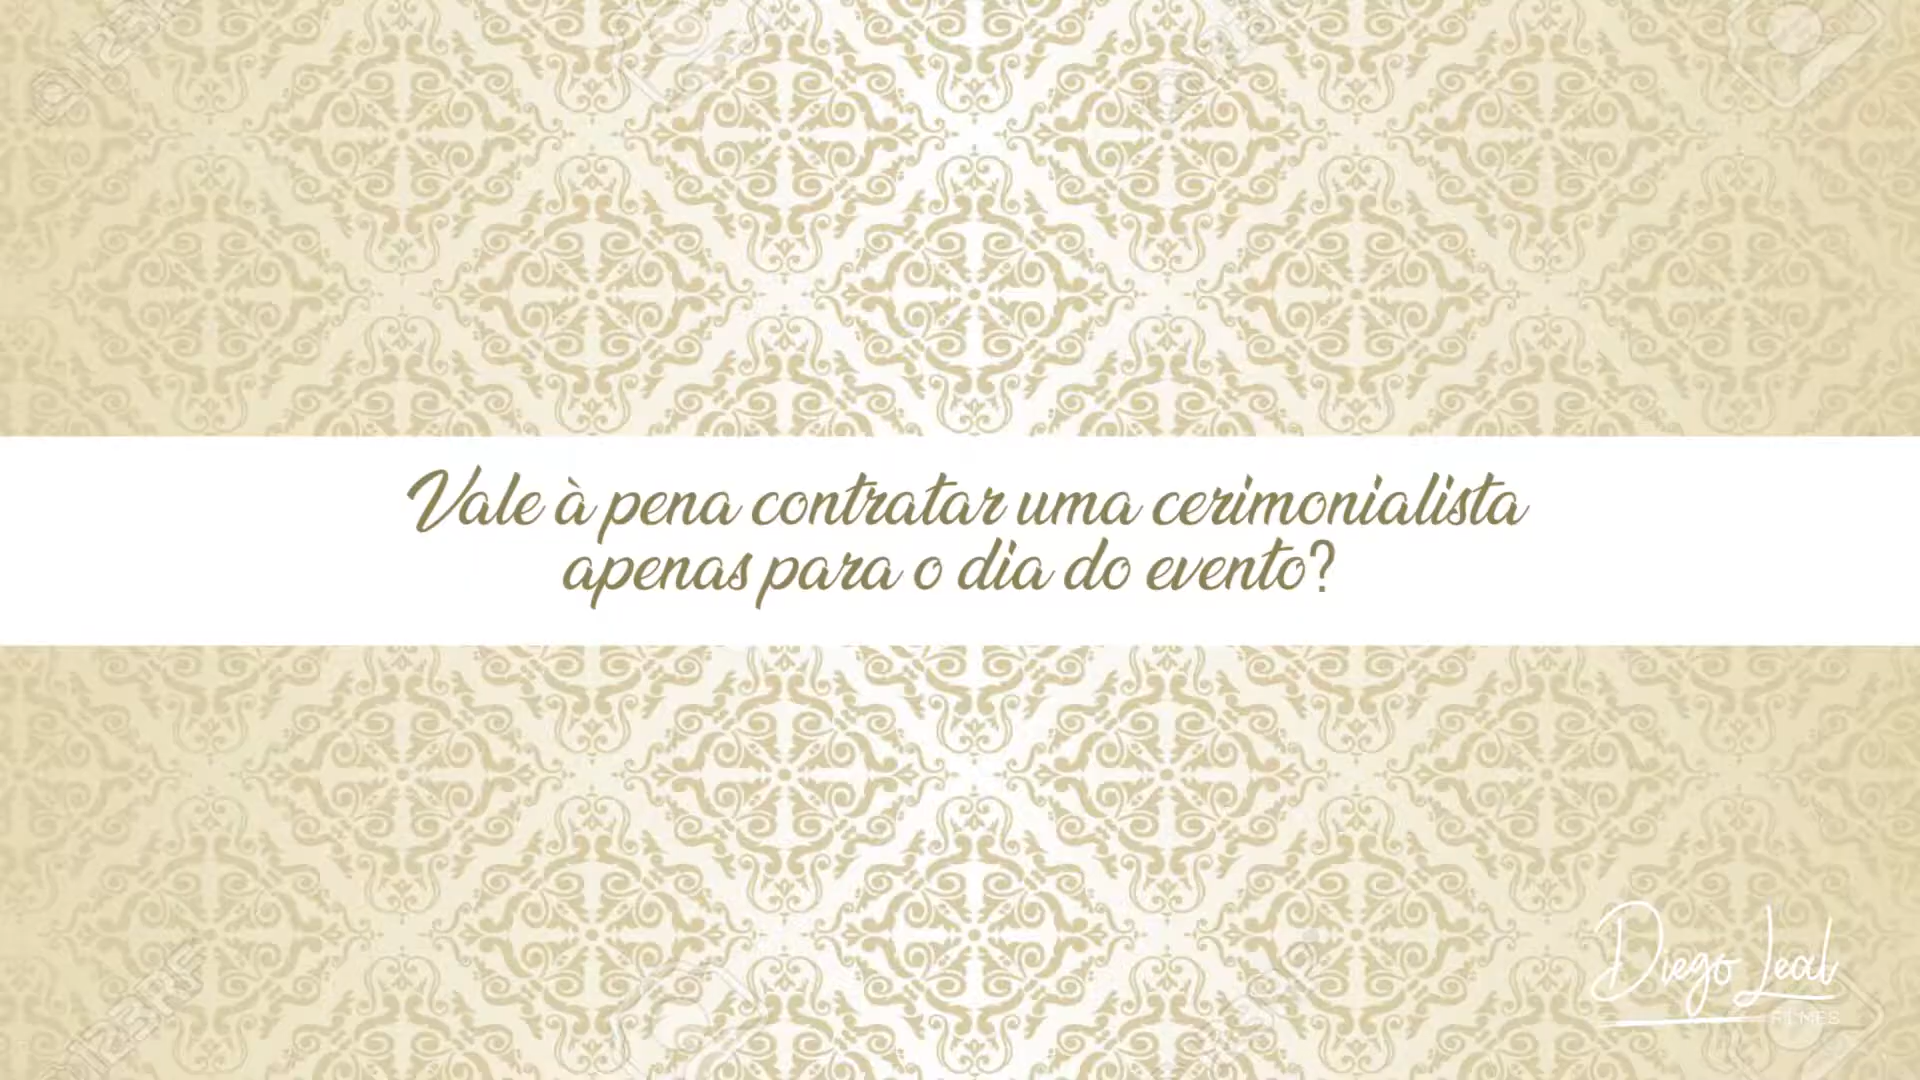 Vale à pena contratar uma cerimonialista
apenas para o dia do evento?
Diego Leal
FILMES